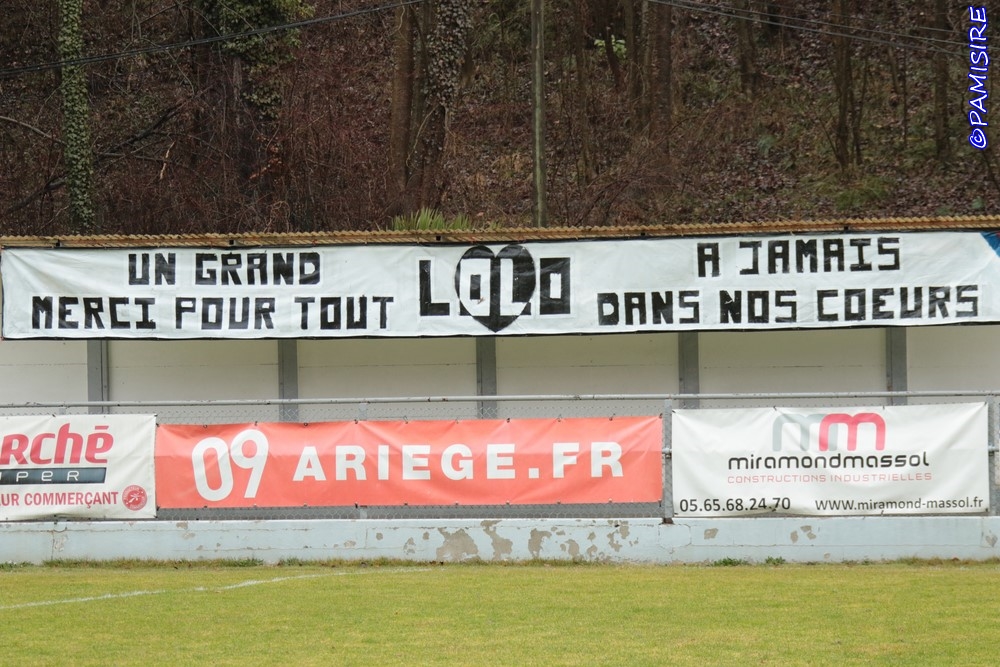 ©PAMISIRE
UN GRAND
MERCI POUR TOUT
LOLO
A JAMAIS
DANS NOS COEURS
arché
PER
UR COMMERÇANT
09 ARIEGE.FR
miramondmassol
CONSTRUCTIONS INDUSTRIELLES
05.65.68.24.70 www.miramond-massol.fr